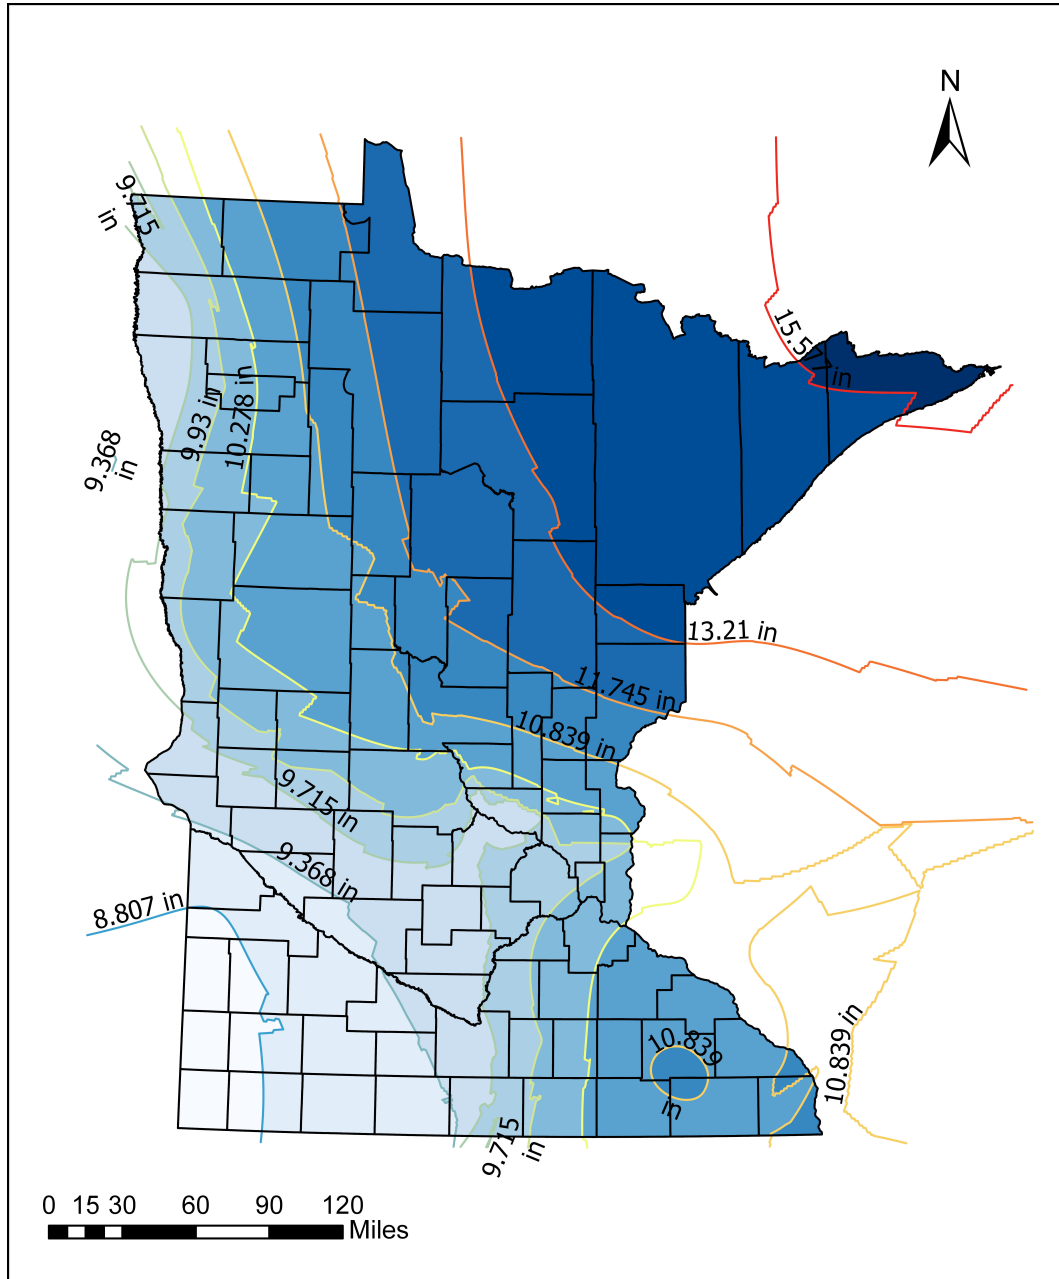 N
9.715
in
15.577 in
9.93 in
10.278 in
9.368
in
13.21 in
11.745 in
10.839 in
9.715 in
9.368 in
8.807 in
10.839
in
10.839 in
9.715
in
0 15 30 60 90 120
Miles